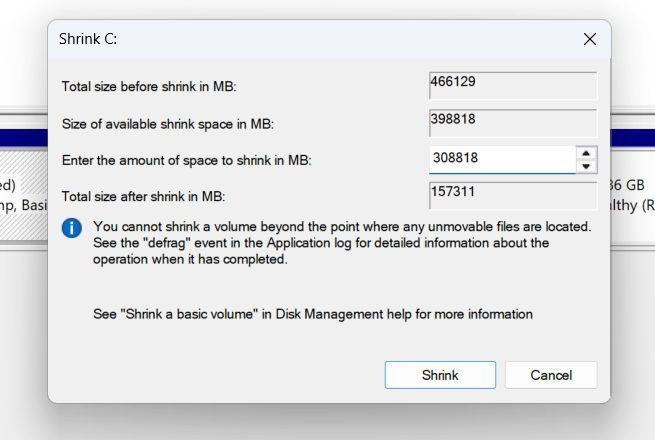 Shrink C:
Total size before shrink in MB:
466129
Size of available shrink space in MB:
398818
Enter the amount of space to shrink in MB:
308818
Total size after shrink in MB:
157311
ed)
mp, Basi
36 GB
lthy (R
You cannot shrink a volume beyond the point where any unmovable files are located.
See the "defrag" event in the Application log for detailed information about the
operation when it has completed.
See "Shrink a basic volume" in Disk Management help for more information
Shrink
Cancel